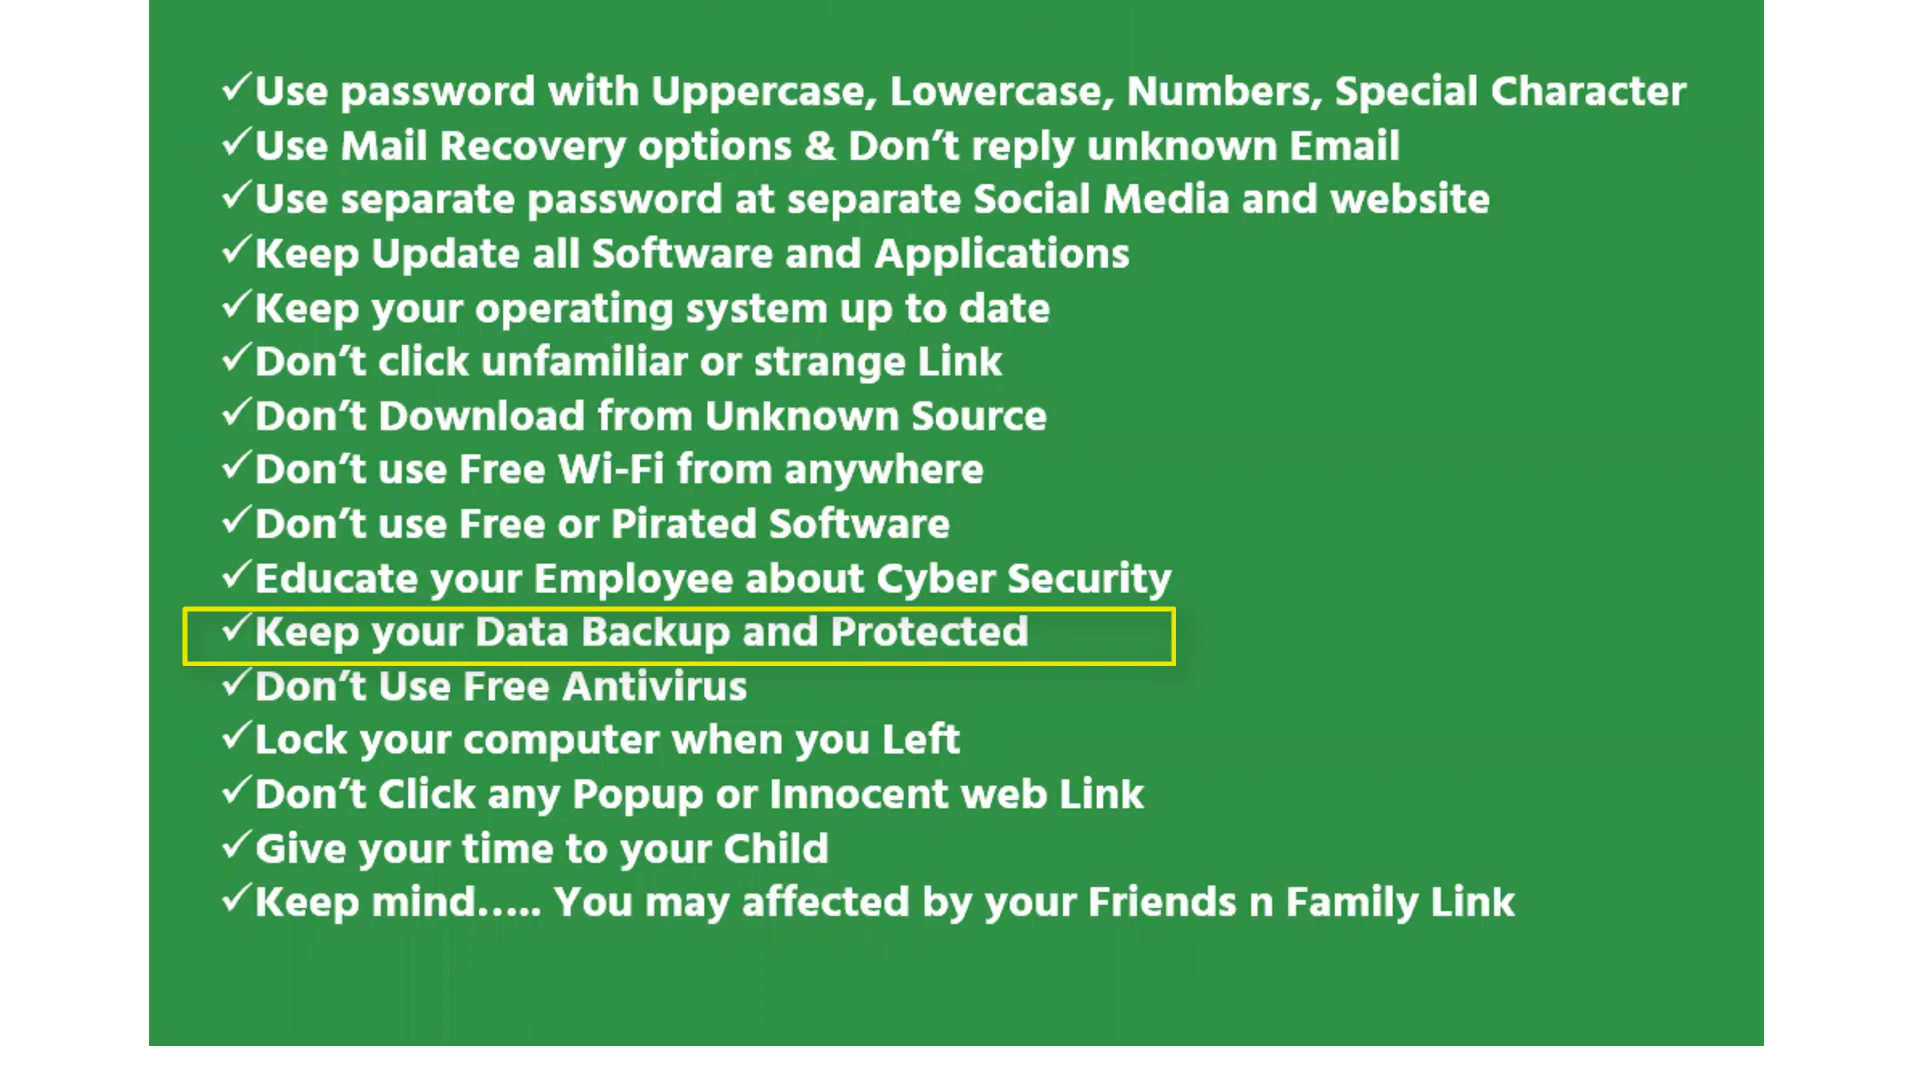 ✓Use password with Uppercase, Lowercase, Numbers, Special Character
✓Use Mail Recovery options & Don’t reply unknown Email
✓Use separate password at separate Social Media and website
✓Keep Update all Software and Applications
✓Keep your operating system up to date
✓Don’t click unfamiliar or strange Link
✓Don’t Download from Unknown Source
✓Don’t use Free Wi-Fi from anywhere
✓Don’t use Free or Pirated Software
✓Educate your Employee about Cyber Security
✓Keep your Data Backup and Protected
✓Don’t Use Free Antivirus
✓Lock your computer when you Left
✓Don’t Click any Popup or Innocent web Link
✓Give your time to your Child
✓Keep mind..... You may affected by your Friends n Family Link